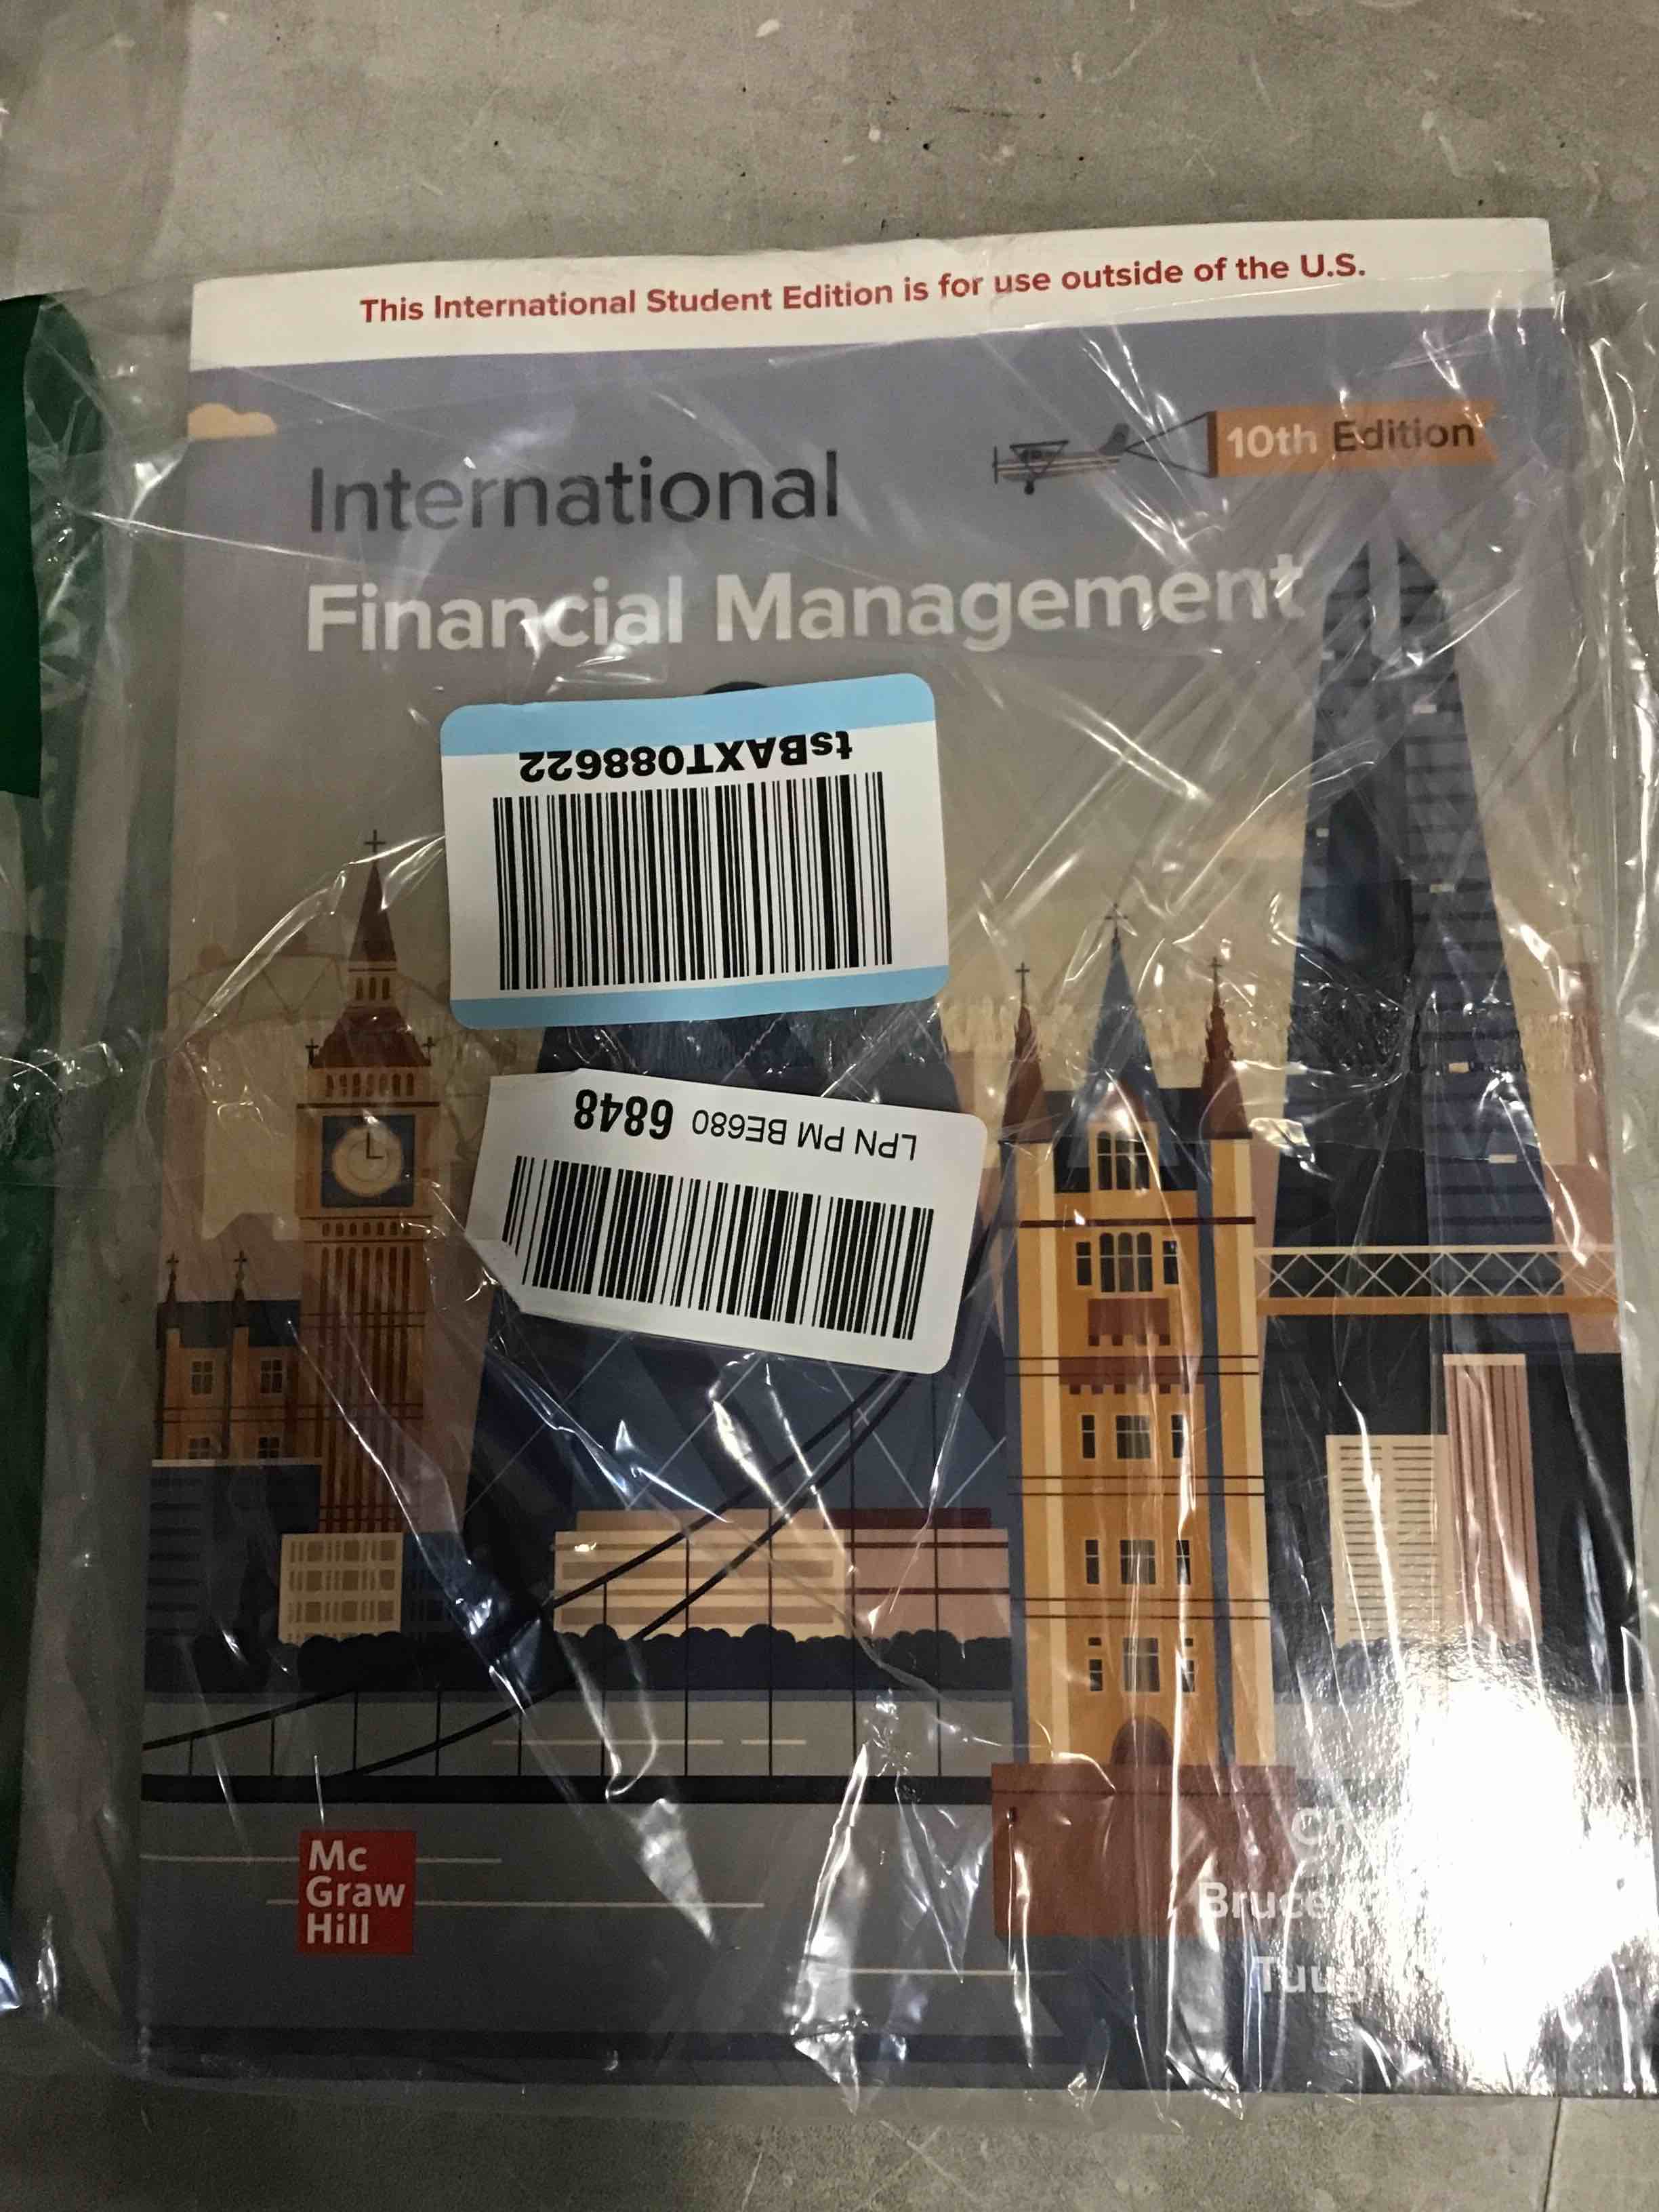 This International Student Edition is for use outside of the U.S.
10th Edition
International
Financial Management
tsBAXT088622
LPN PM BE680 6848
Mc
Graw
Hill
Bruce